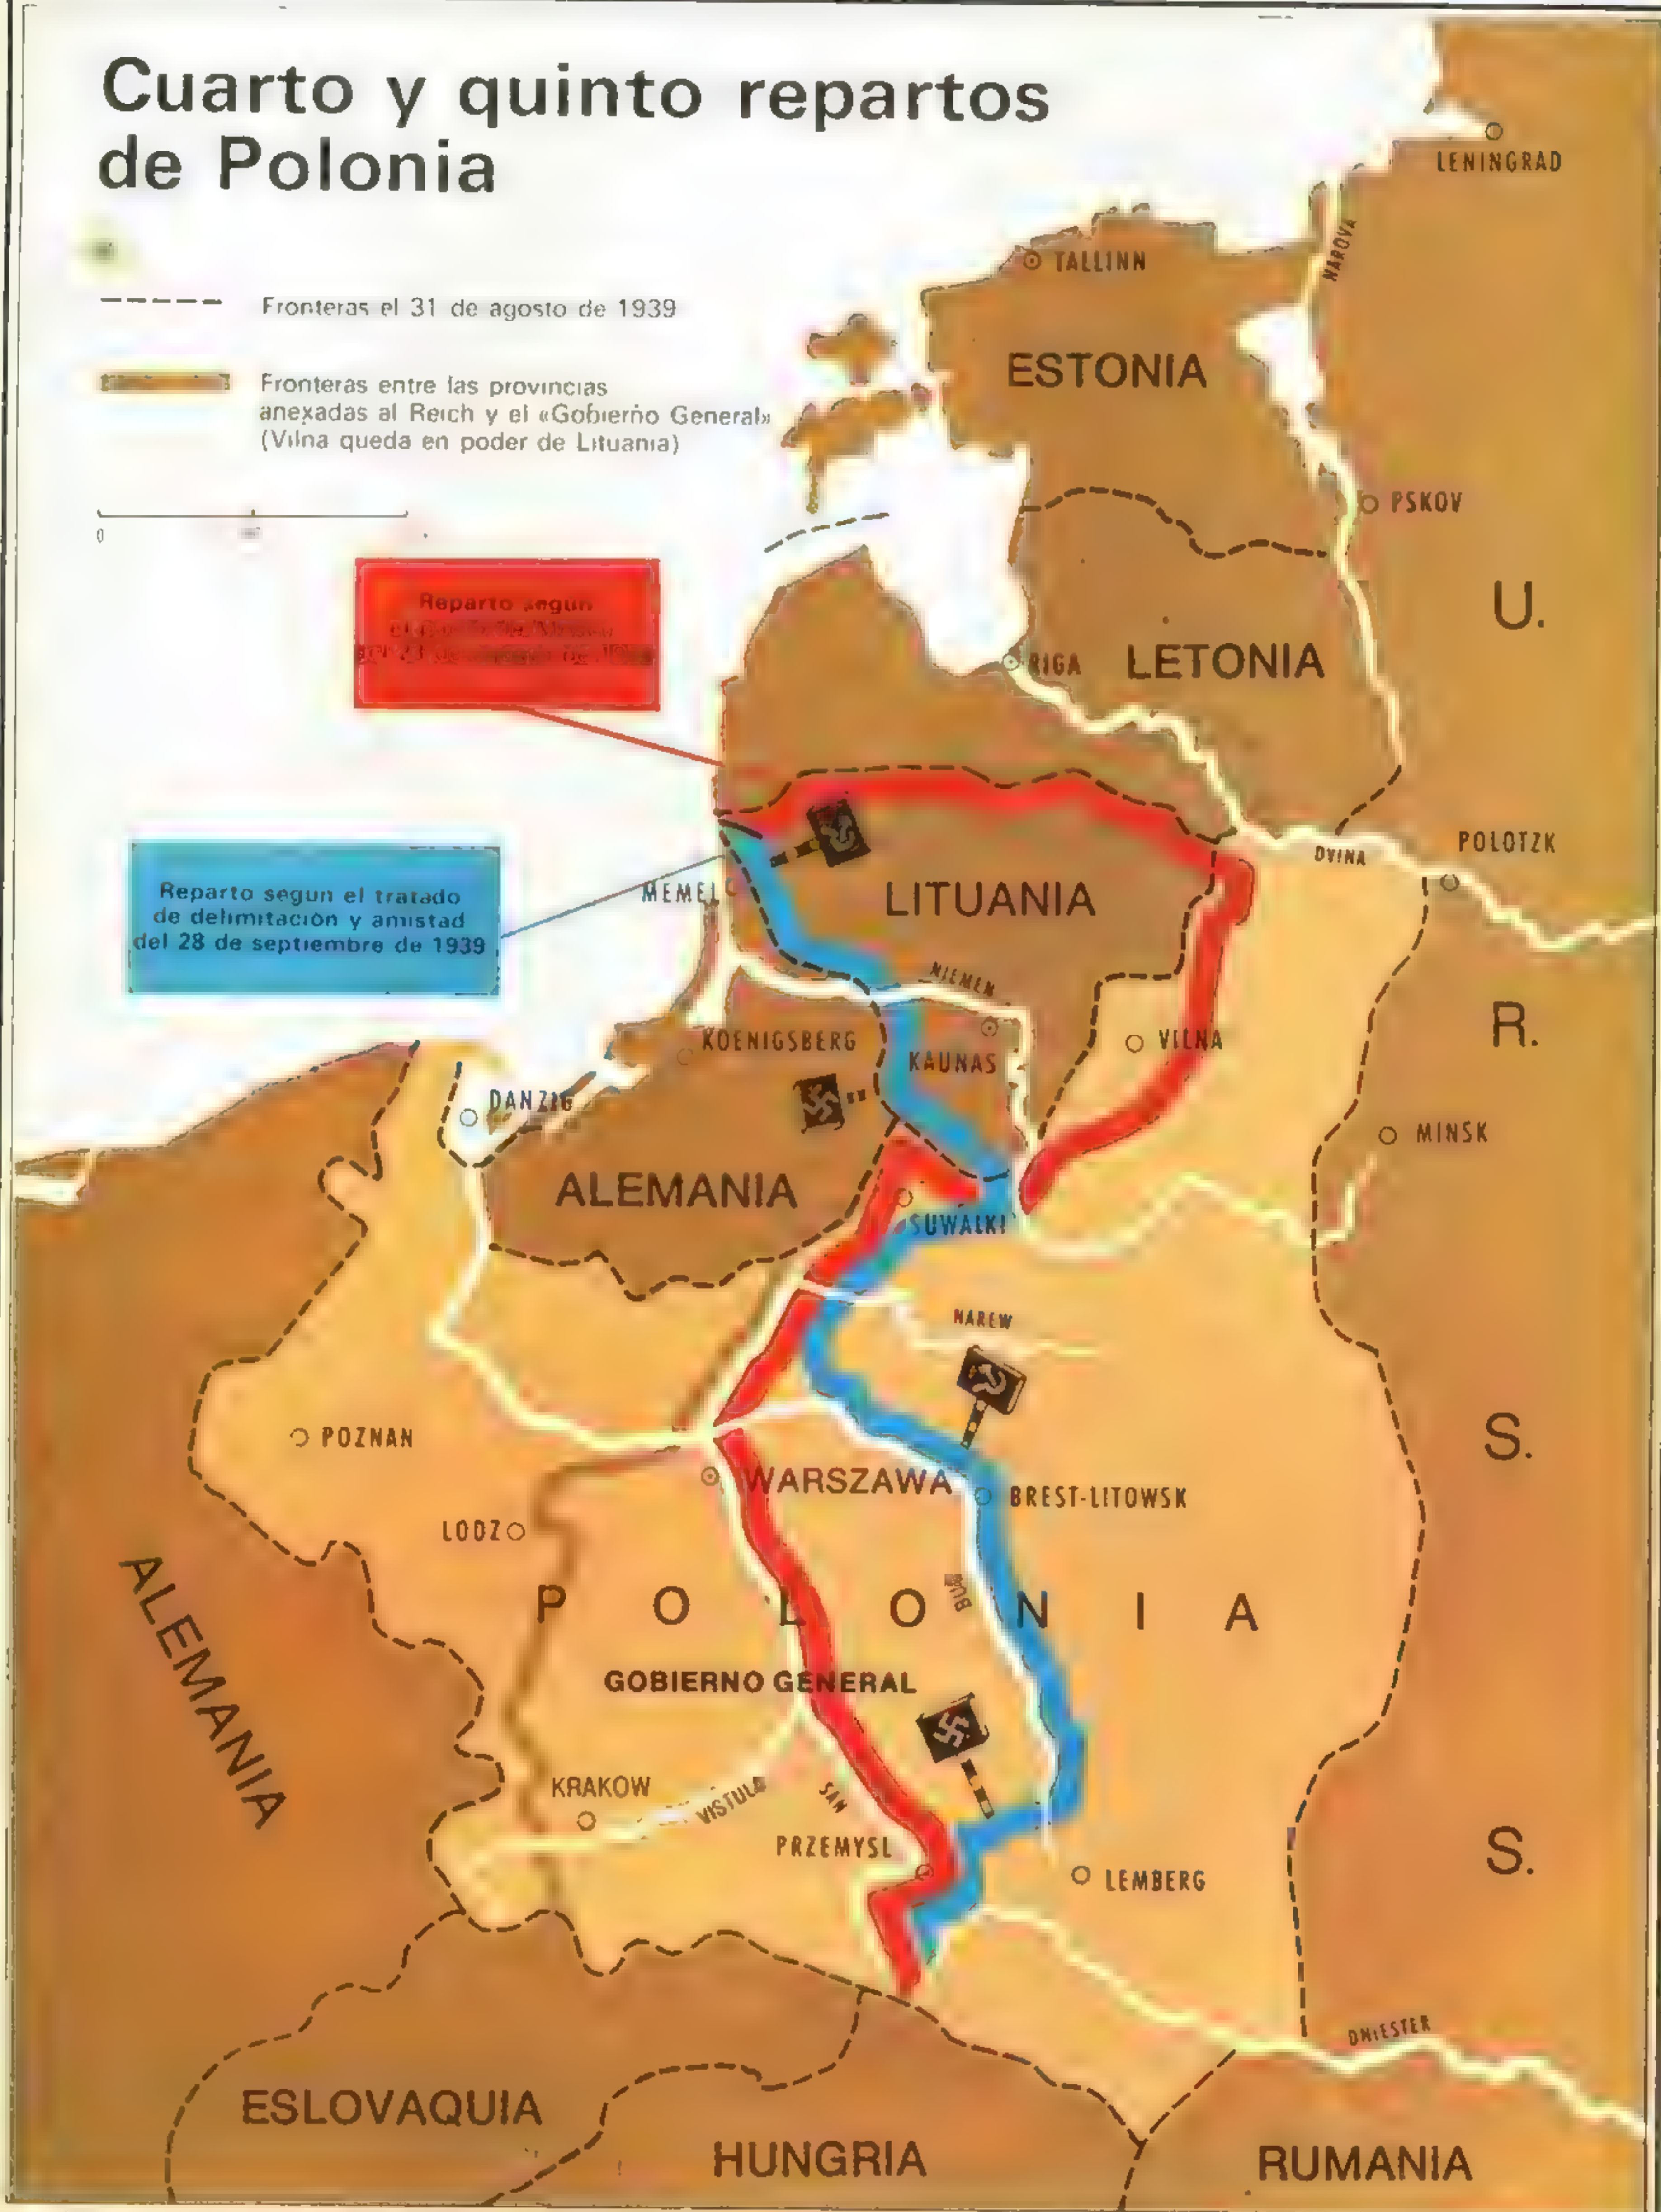 Cuarto y quinto repartos
de Polonia
Fronteras el 31 de agosto de 1939
Fronteras entre las provincias
anexadas al Reich y el «Gobierno General»
(Vilna queda en poder de Lituania)
0
Reparto segun
Reparto segun el tratado
de delimitación y amistad
del 28 de septiembre de 1939
LENINGRAD
NAROVA
TALLINN
ESTONIA
PSKOV
U.
RIGA
LETONIA
POLOTZK
DVINA
MEMEL
LITUANIA
NIEMEN
R.
KOENIGSBERG
KAUNAS
VILNA
DANZIG
MINSK
ALEMANIA
SUWALKI
NAREW
POZNAN
S.
WARSZAWA
BREST-LITOWSK
LODZ
BUG
ALEMANIA
POLONIA
GOBIERNO GENERAL
KRAKOW
VISTULA
SAN
PRZEMYSL
LEMBERG
S.
DNIESTER
ESLOVAQUIA
HUNGRIA
RUMANIA